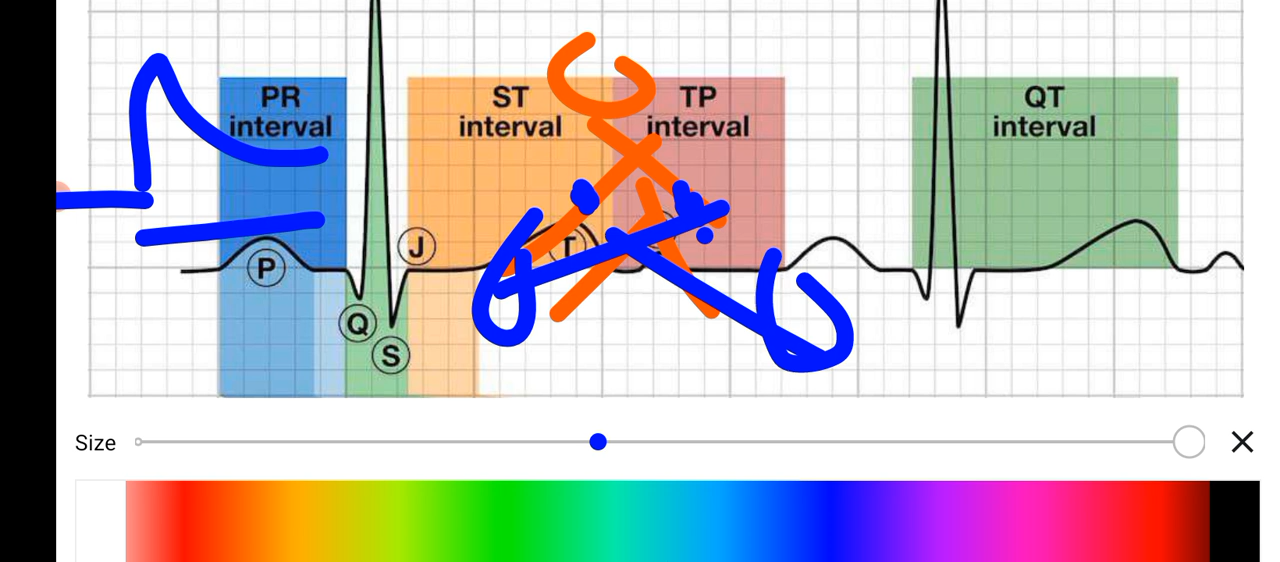 PR ST TP QT
interval interval interval interval
J
P T
Q
S
Size